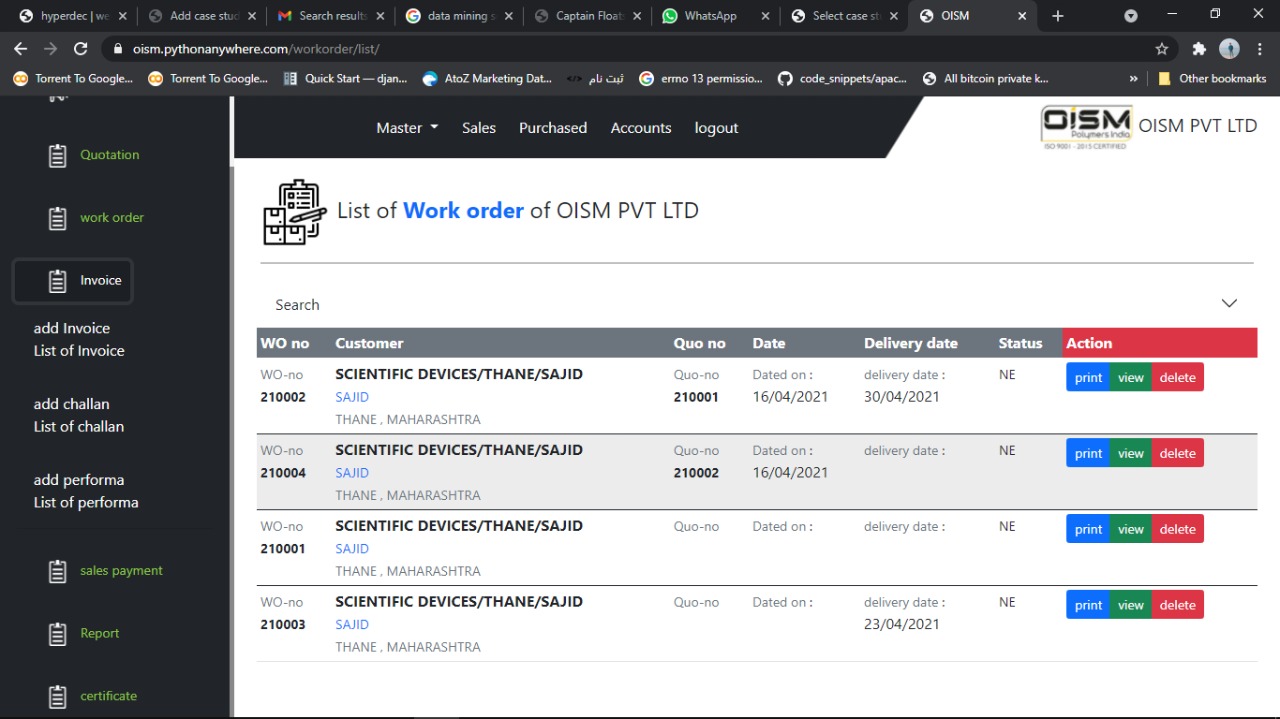 hyperdec | we
Add case stud
Search results
data mining s
Captain Float
WhatsApp
Select case st
OISM
oism.pythonanywhere.com/workorder/list/
Torrent To Google...
Torrent To Google...
Quick Start — djan...
AtoZ Marketing Dat...
ثبت نام
ermo 13 permissio...
code_snippets/apac...
All bitcoin private k...
»
Other bookmarks
Master
Sales
Purchased
Accounts
logout
OISM
Polymers India
ISO 9001 - 2015 CERTIFIED
OISM PVT LTD
Quotation
work order
Invoice
add Invoice
List of Invoice
add challan
List of challan
add performa
List of performa
sales payment
Report
certificate
List of Work order of OISM PVT LTD
Search
WO no Customer Quo no Date Delivery date Status Action
WO-no SCIENTIFIC DEVICES/THANE/SAJID Quo-no Dated on : delivery date : NE print view delete
210002 SAJID 210001 16/04/2021 30/04/2021
THANE , MAHARASHTRA
WO-no SCIENTIFIC DEVICES/THANE/SAJID Quo-no Dated on : delivery date : NE print view delete
210004 SAJID 210002 16/04/2021
THANE , MAHARASHTRA
WO-no SCIENTIFIC DEVICES/THANE/SAJID Quo-no Dated on : delivery date : NE print view delete
210001 SAJID
THANE , MAHARASHTRA
WO-no SCIENTIFIC DEVICES/THANE/SAJID Quo-no Dated on : delivery date : NE print view delete
210003 SAJID 23/04/2021
THANE , MAHARASHTRA